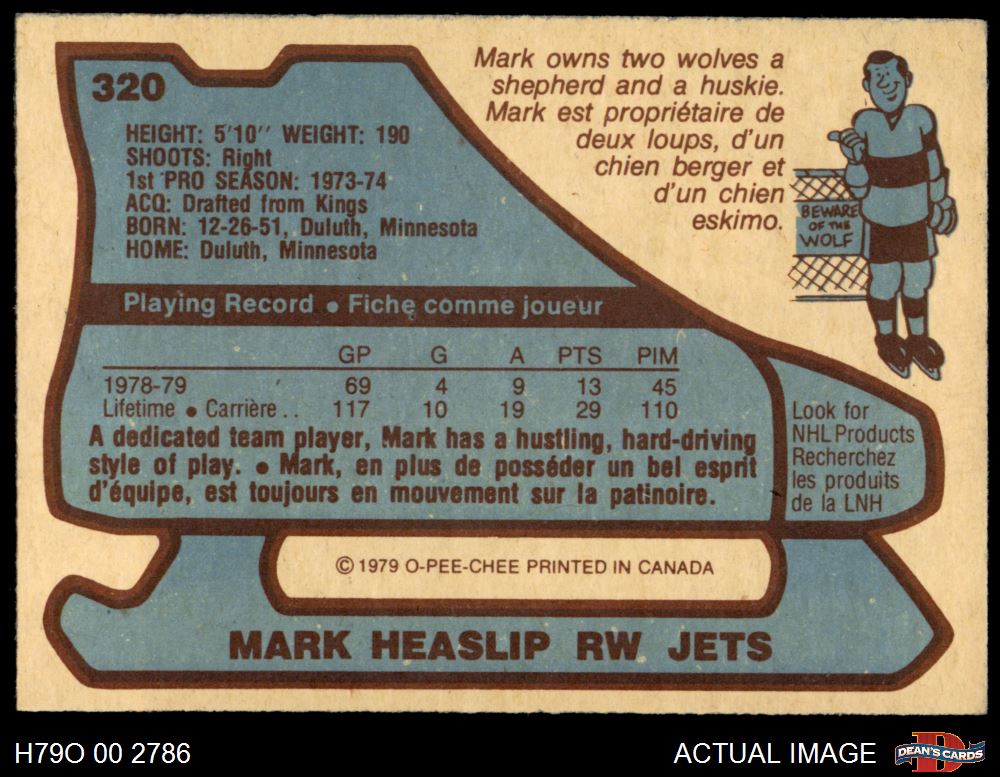 320
HEIGHT: 5'10'' WEIGHT: 190
SHOOTS: Right
1st PRO SEASON: 1973-74
ACQ: Drafted from Kings
BORN: 12-26-51, Duluth, Minnesota
HOME: Duluth, Minnesota
Mark owns two wolves a
shepherd and a huskie.
Mark est propriétaire de
deux loups, d'un
chien berger et
d'un chien
eskimo.
BEWARE
OF THE
WOLF
Playing Record • Fiche comme joueur
GP G A PTS PIM
1978-79 69 4 9 13 45
Lifetime • Carrière . . 117 10 19 29 110
A dedicated team player, Mark has a hustling, hard-driving
style of play. • Mark, en plus de posséder un bel esprit
d'équipe, est toujours en mouvement sur la patinoire.
Look for
NHL Products
Recherchez
les produits
de la LNH
© 1979 O-PEE-CHEE PRINTED IN CANADA
MARK HEASLIP RW JETS
H79O 00 2786
ACTUAL IMAGE
D
DEAN'S CARDS